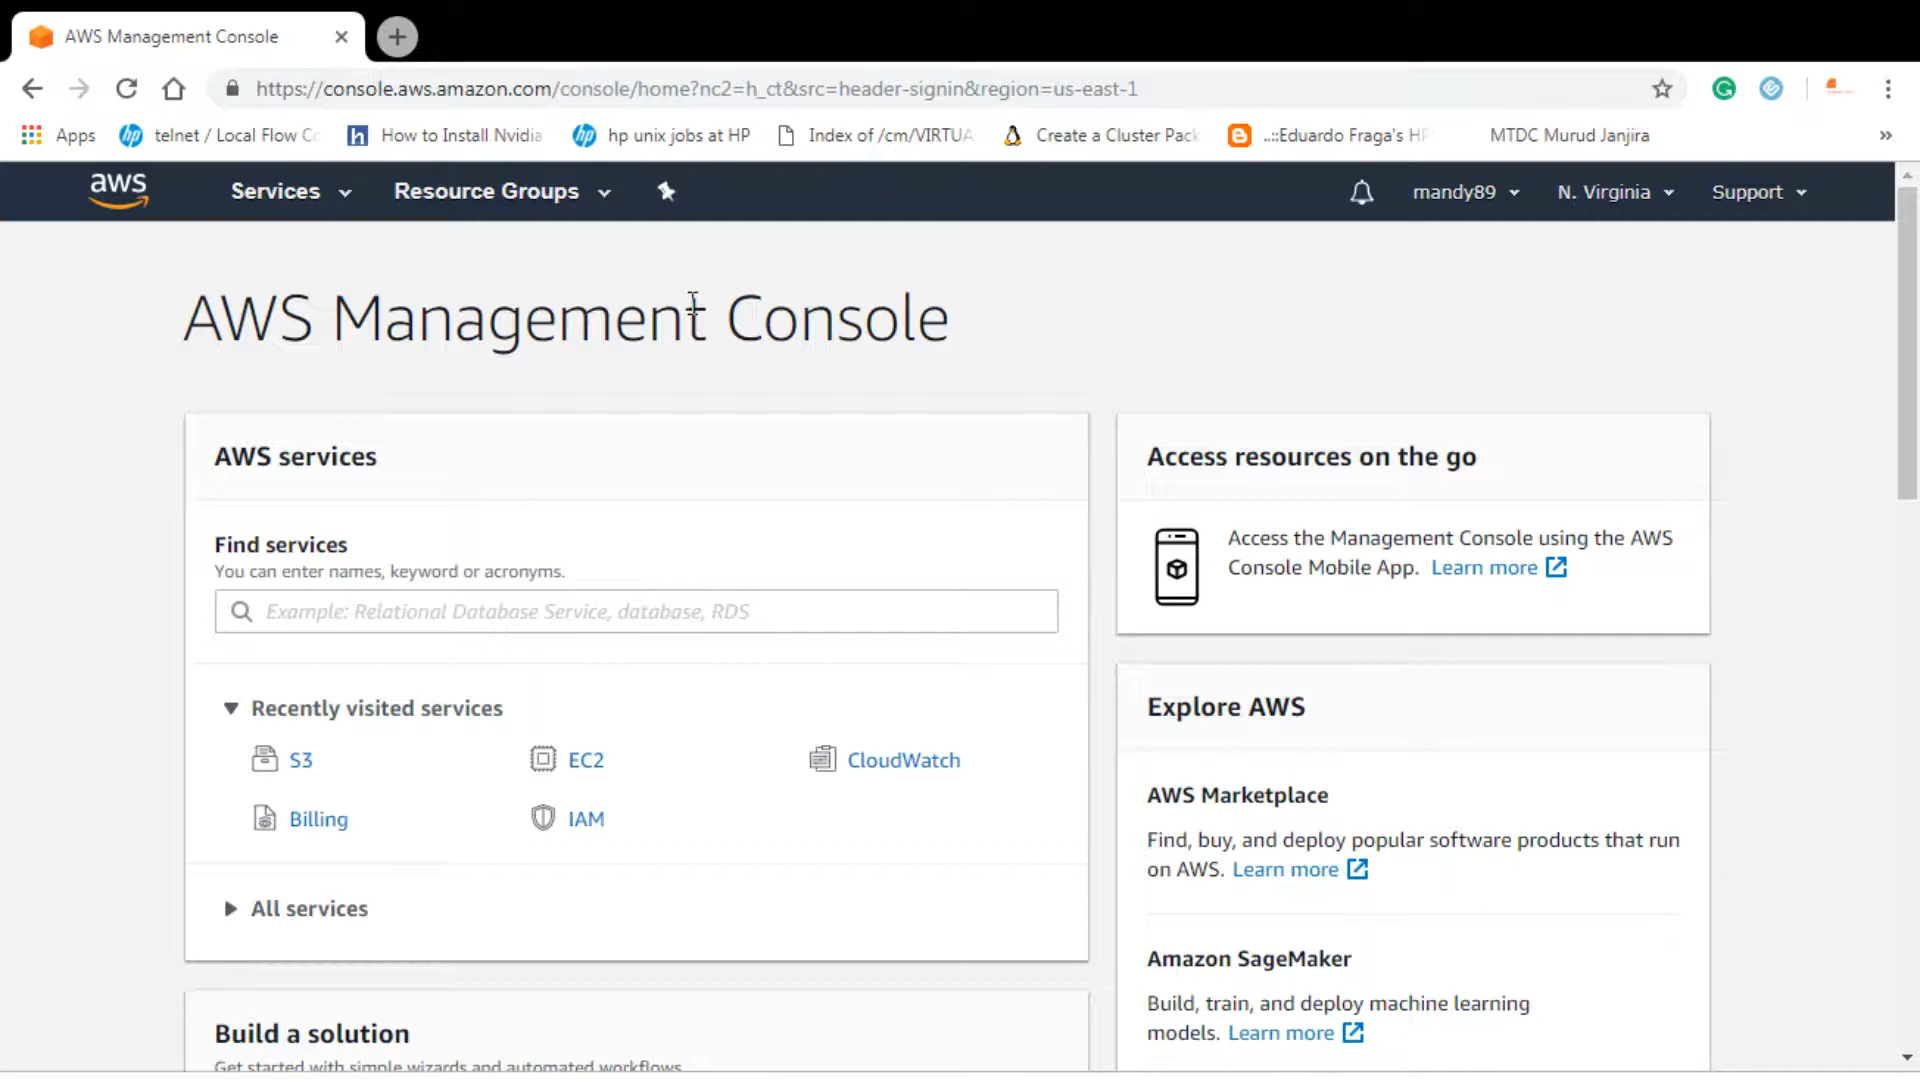 AWS Management Console
https://console.aws.amazon.com/console/home?nc2=h_ct&src=header-signin&region=us-east-1
Apps
telnet / Local Flow Co
How to Install Nvidia
hp unix jobs at HP
Index of /cm/VIRTUA
Create a Cluster Pack
..::Eduardo Fraga's HP
MTDC Murud Janjira
»
aws
Services
Resource Groups
mandy89
N. Virginia
Support
AWS Management Console
AWS services
Find services
You can enter names, keyword or acronyms.
Example: Relational Database Service, database, RDS
Recently visited services
S3
EC2
CloudWatch
Billing
IAM
All services
Build a solution
Get started with simple wizards and automated workflows.
Access resources on the go
Access the Management Console using the AWS
Console Mobile App. Learn more
Explore AWS
AWS Marketplace
Find, buy, and deploy popular software products that run
on AWS. Learn more
Amazon SageMaker
Build, train, and deploy machine learning
models. Learn more